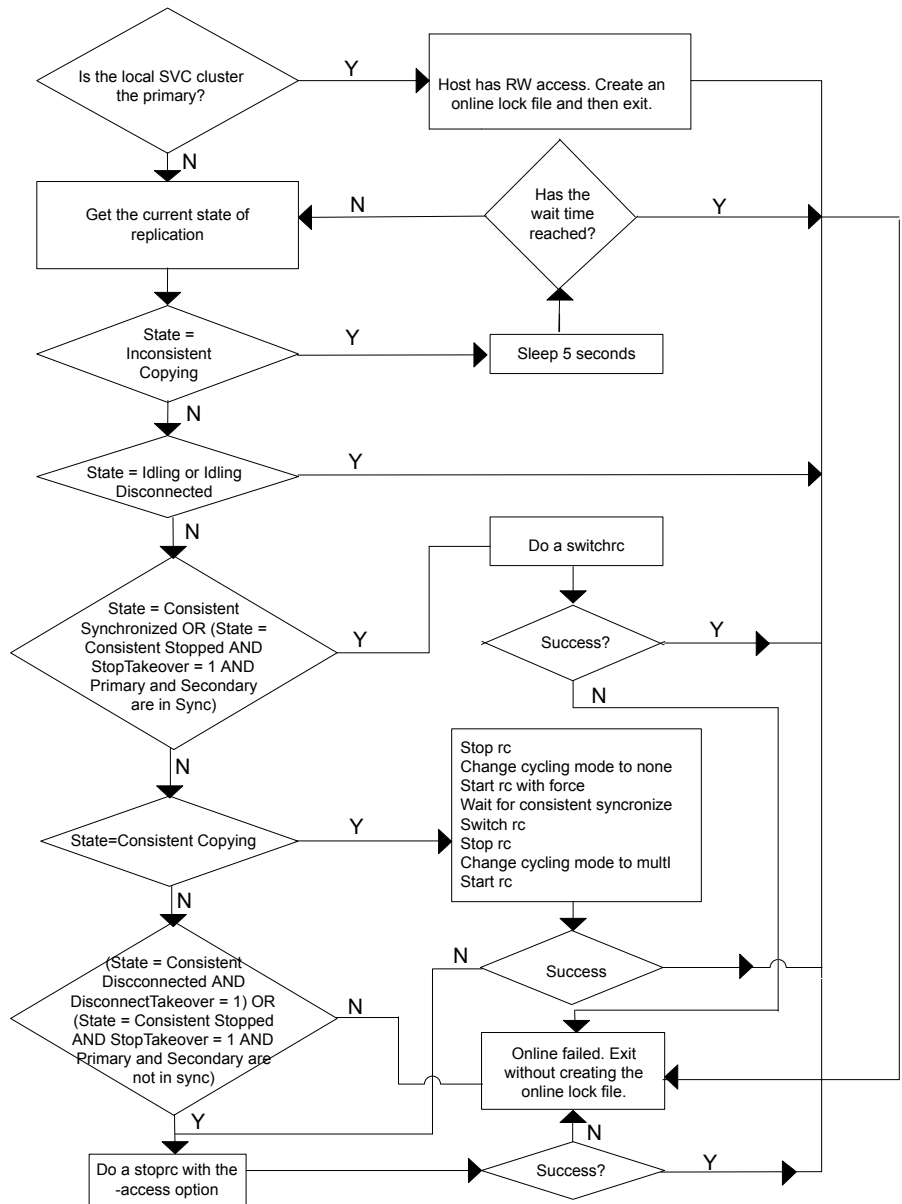 Is the local SVC cluster
the primary?
Y
Host has RW access. Create an
online lock file and then exit.
N
Get the current state of
replication
N
Has the
wait time
reached?
Y
State =
Inconsistent
Copying
Y
Sleep 5 seconds
N
State = Idling or Idling
Disconnected
Y
N
Do a switchrc
State = Consistent
Synchronized OR (State =
Consistent Stopped AND
StopTakeover = 1 AND
Primary and Secondary
are in Sync)
Y
Success?
Y
N
N
Stop rc
Change cycling mode to none
Start rc with force
Wait for consistent syncronize
Switch rc
Stop rc
Change cycling mode to multl
Start rc
State=Consistent Copying
Y
N
(State = Consistent
Discconnected AND
DisconnectTakeover = 1) OR
(State = Consistent Stopped
AND StopTakeover = 1 AND
Primary and Secondary are
not in sync)
N
N
Success
Online failed. Exit
without creating the
online lock file.
Y
N
Do a stoprc with the
-access option
Success?
Y